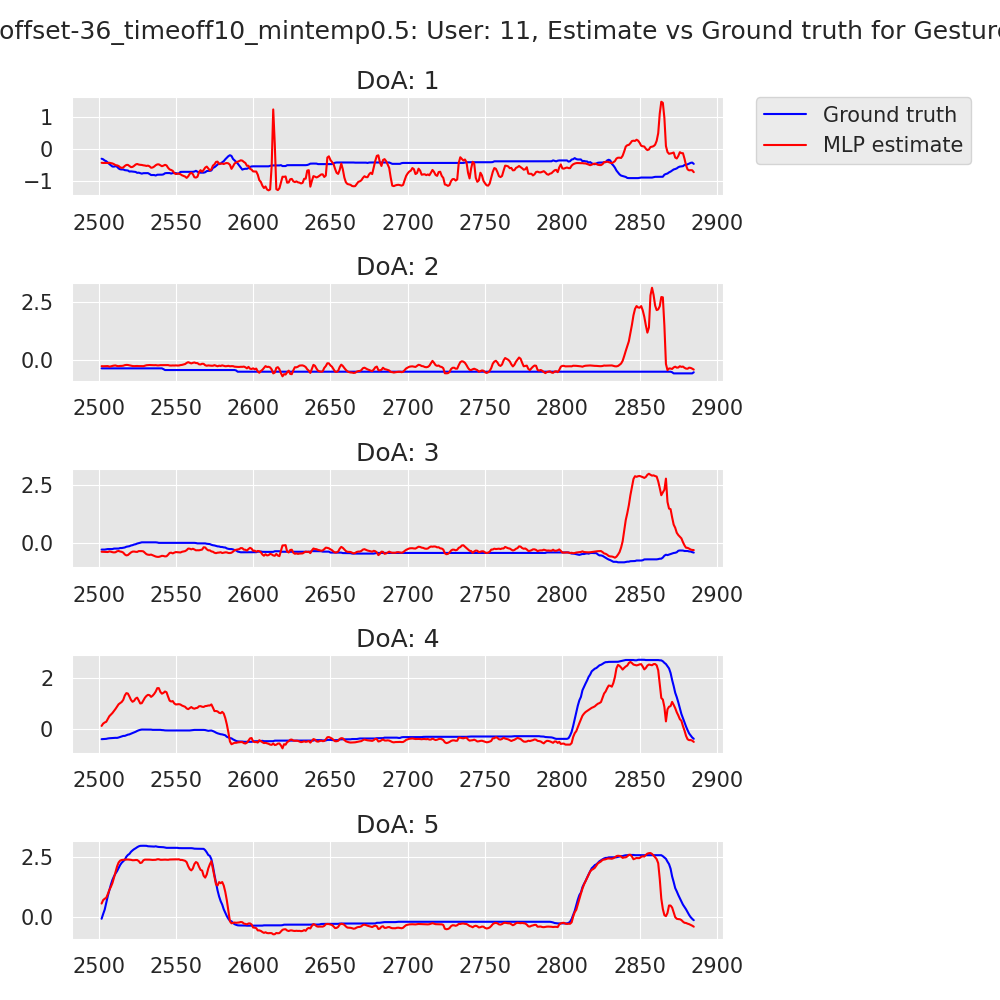 offset-36_timeoff10_mintemp0.5: User: 11, Estimate vs Ground truth for Gesture
DoA: 1
Ground truth
MLP estimate
1
0
−1
2500 2550 2600 2650 2700 2750 2800 2850 2900
DoA: 2
2.5
0.0
2500 2550 2600 2650 2700 2750 2800 2850 2900
DoA: 3
2.5
0.0
2500 2550 2600 2650 2700 2750 2800 2850 2900
DoA: 4
2
0
2500 2550 2600 2650 2700 2750 2800 2850 2900
DoA: 5
2.5
0.0
2500 2550 2600 2650 2700 2750 2800 2850 2900